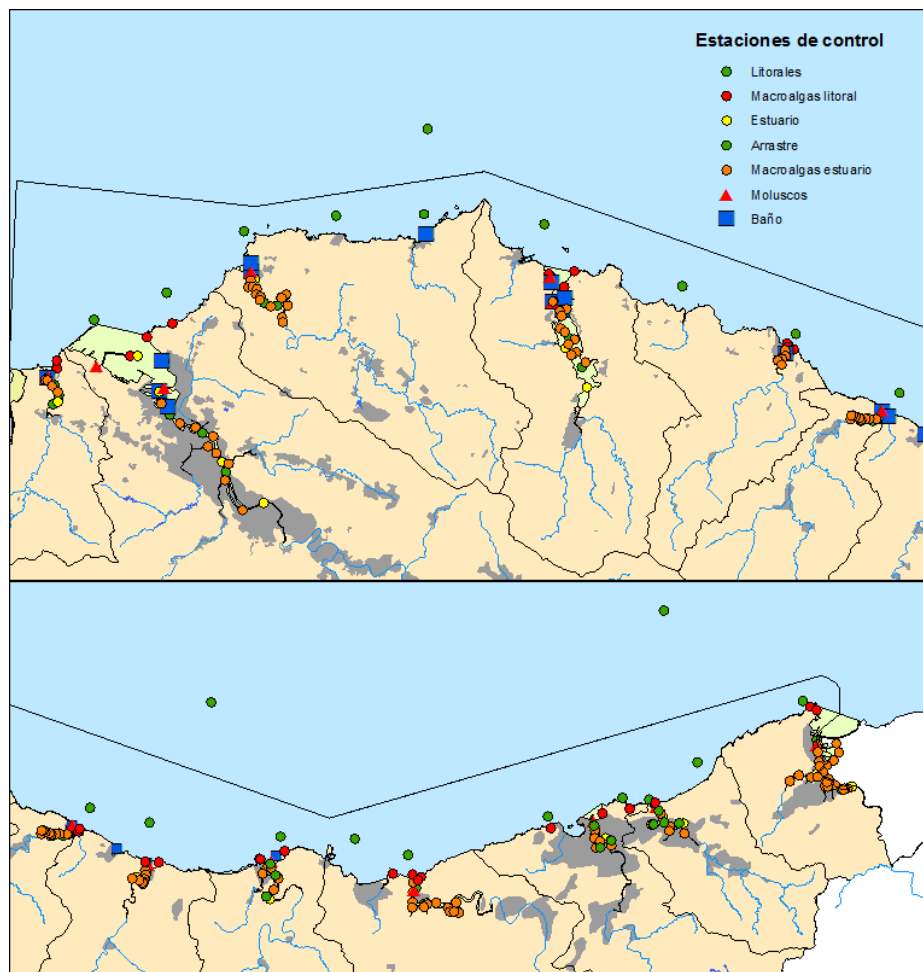 Estaciones de control
Litorales
Macroalgas litoral
Estuario
Arrastre
Macroalgas estuario
Moluscos
Baño